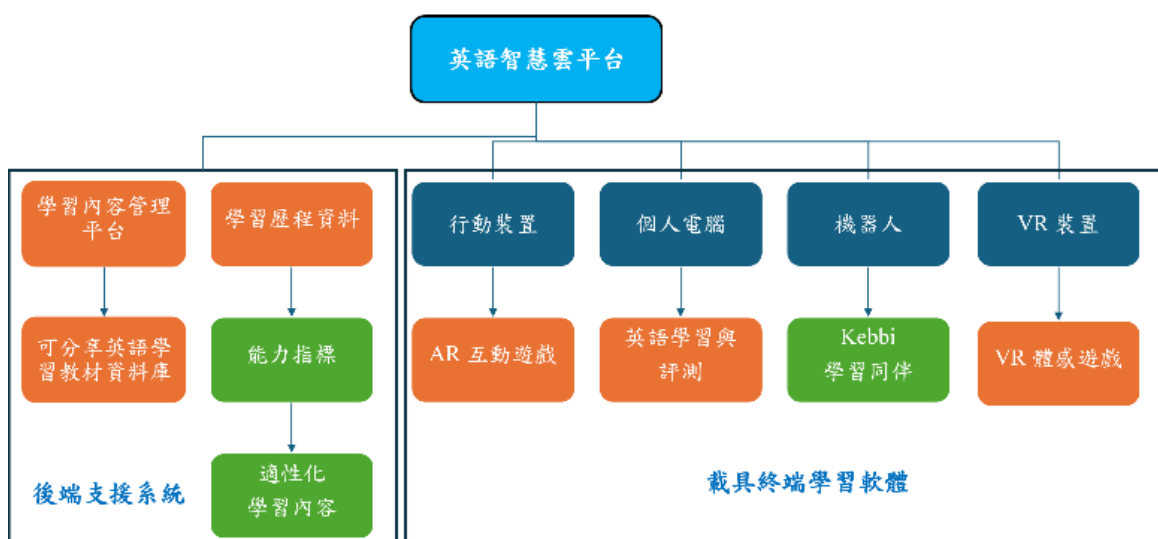 英語智慧雲平台
學習內容管理
平台
學習歷程資料
行動裝置
個人電腦
機器人
VR 裝置
可分享英語學
習教材資料庫
能力指標
AR 互動遊戲
英語學習與
評測
Kebbi
學習同伴
VR 體感遊戲
適性化
學習內容
後端支援系統
載具終端學習軟體